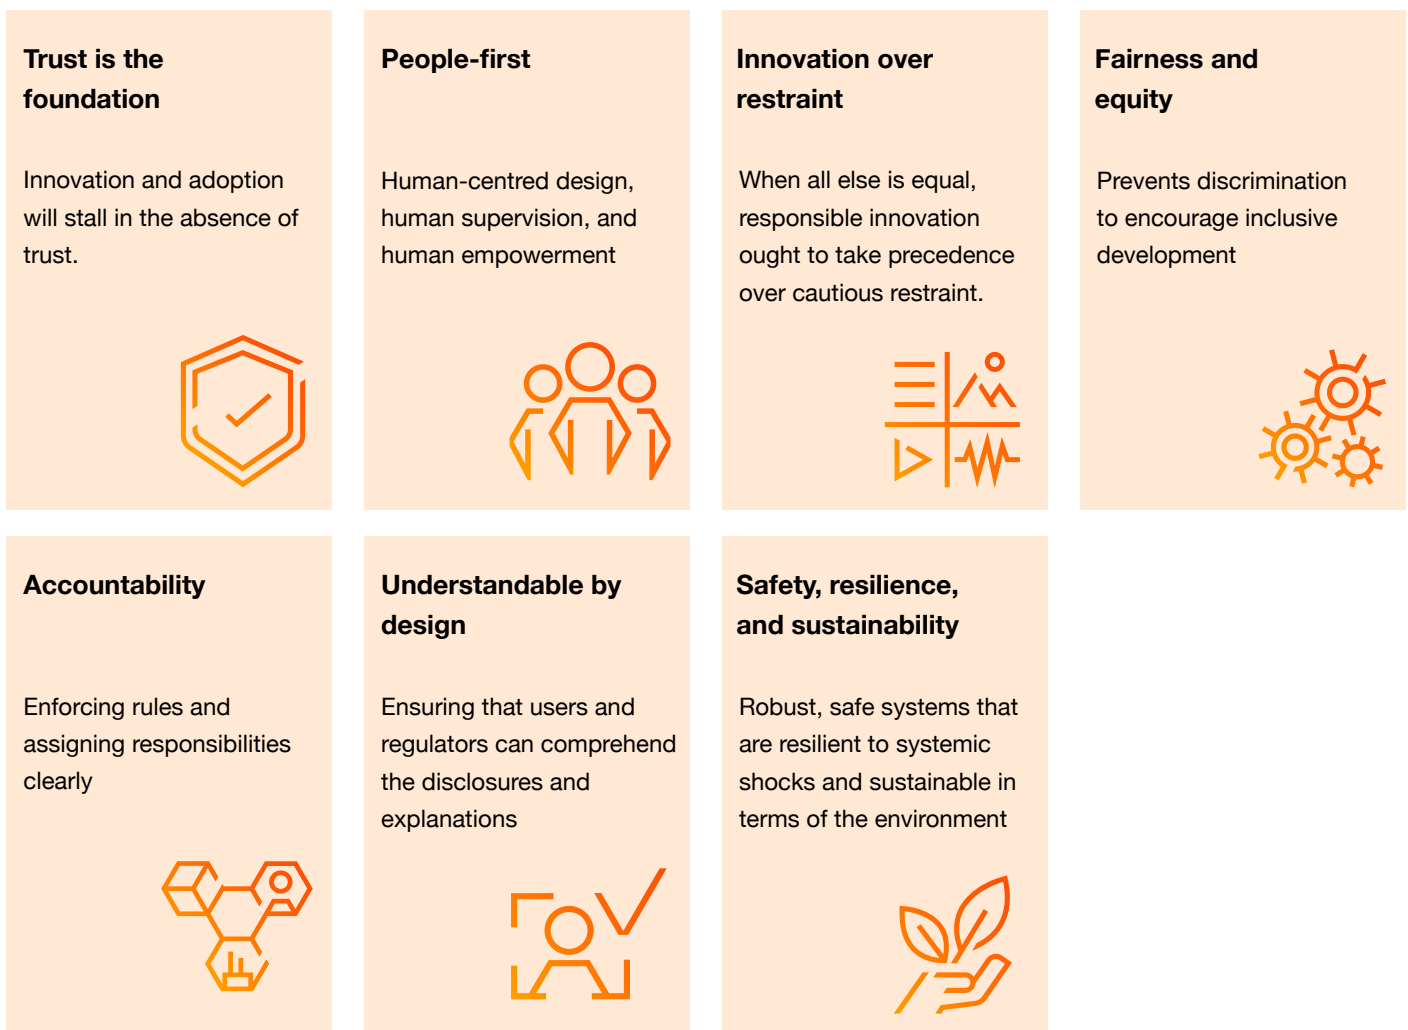 Trust is the
foundation
Innovation and adoption
will stall in the absence of
trust.
People-first
Human-centred design,
human supervision, and
human empowerment
Innovation over
restraint
When all else is equal,
responsible innovation
ought to take precedence
over cautious restraint.
Fairness and
equity
Prevents discrimination
to encourage inclusive
development
Accountability
Enforcing rules and
assigning responsibilities
clearly
Understandable by
design
Ensuring that users and
regulators can comprehend
the disclosures and
explanations
Safety, resilience,
and sustainability
Robust, safe systems that
are resilient to systemic
shocks and sustainable in
terms of the environment